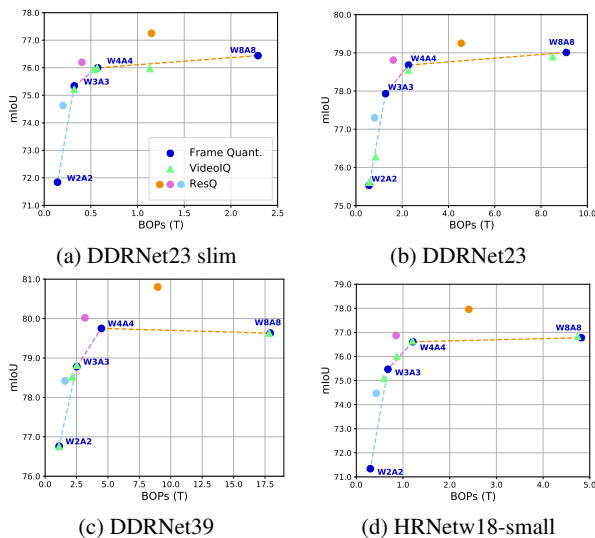 78.0
77.0
76.0
75.0
74.0
73.0
72.0
71.0
mIoU
W8A8
W4A4
W3A3
W2A2
Frame Quant.
VideoIQ
ResQ
0.0 0.5 1.0 1.5 2.0 2.5
BOPs (T)
(a) DDRNet23 slim
80.0
79.0
78.0
77.0
76.0
75.0
mIoU
W8A8
W4A4
W3A3
W2A2
0.0 2.0 4.0 6.0 8.0 10.0
BOPs (T)
(b) DDRNet23
81.0
80.0
79.0
78.0
77.0
76.0
mIoU
W4A4
W8A8
W3A3
W2A2
0.0 2.5 5.0 7.5 10.0 12.5 15.0 17.5
BOPs (T)
(c) DDRNet39
79.0
78.0
77.0
76.0
75.0
74.0
73.0
72.0
71.0
mIoU
W8A8
W4A4
W3A3
W2A2
0.0 1.0 2.0 3.0 4.0 5.0
BOPs (T)
(d) HRNetw18-small